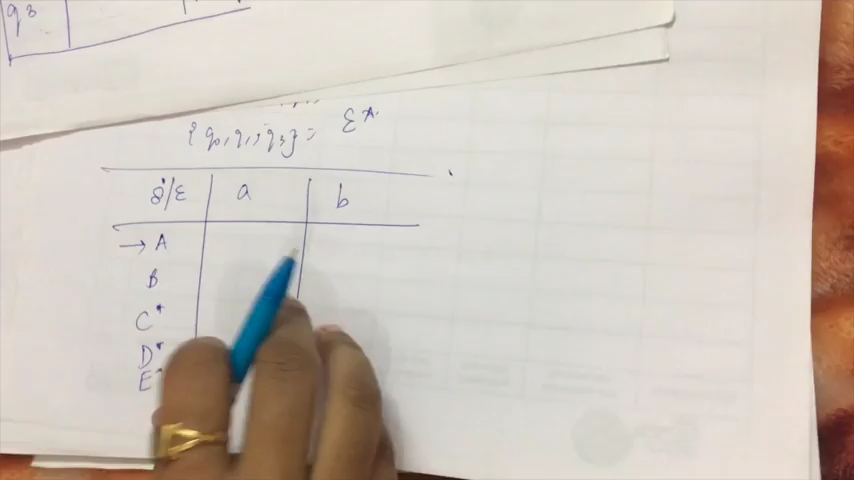 q3
{q0, q1, q3} = E*
δ'/Σ a b
→ A
B
C*
D*
E*